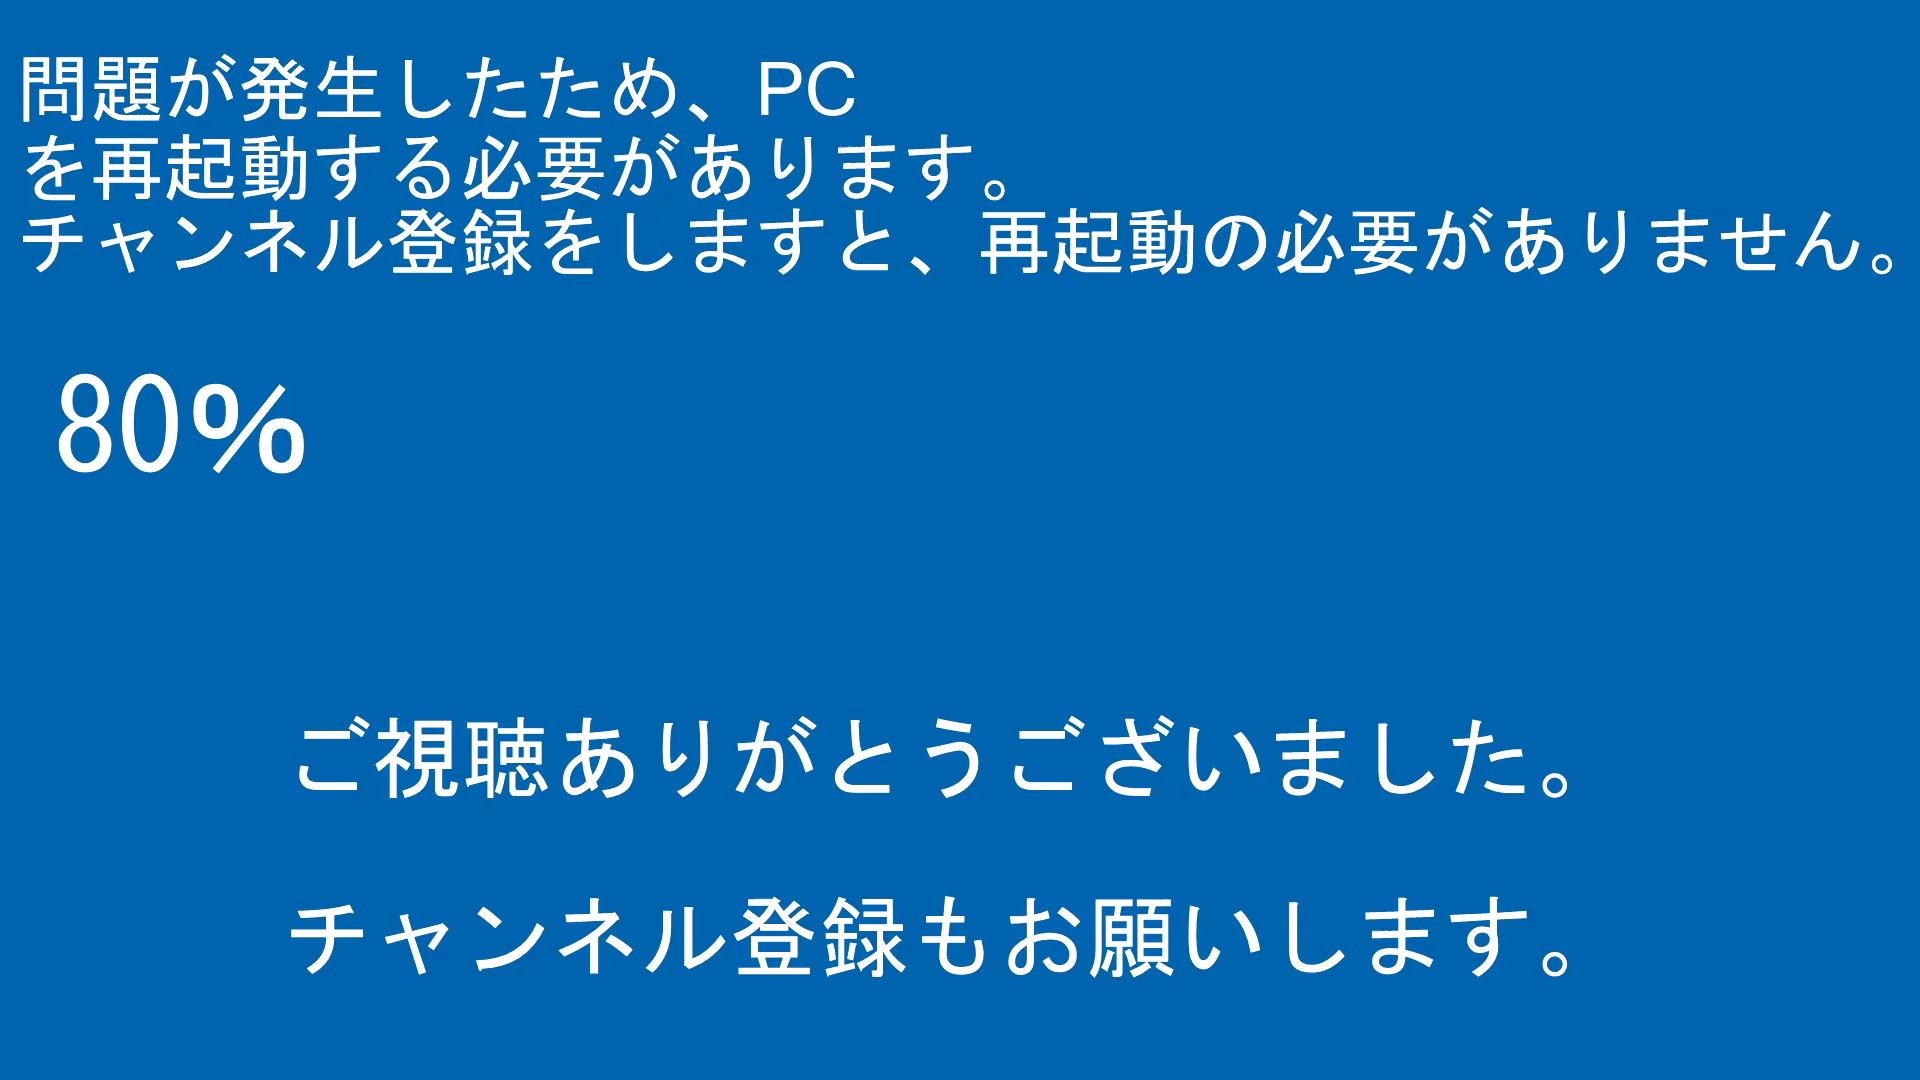 問題が発生したため、PC
を再起動する必要があります。
チャンネル登録をしますと、再起動の必要がありません。
80%
ご視聴ありがとうございました。
チャンネル登録もお願いします。